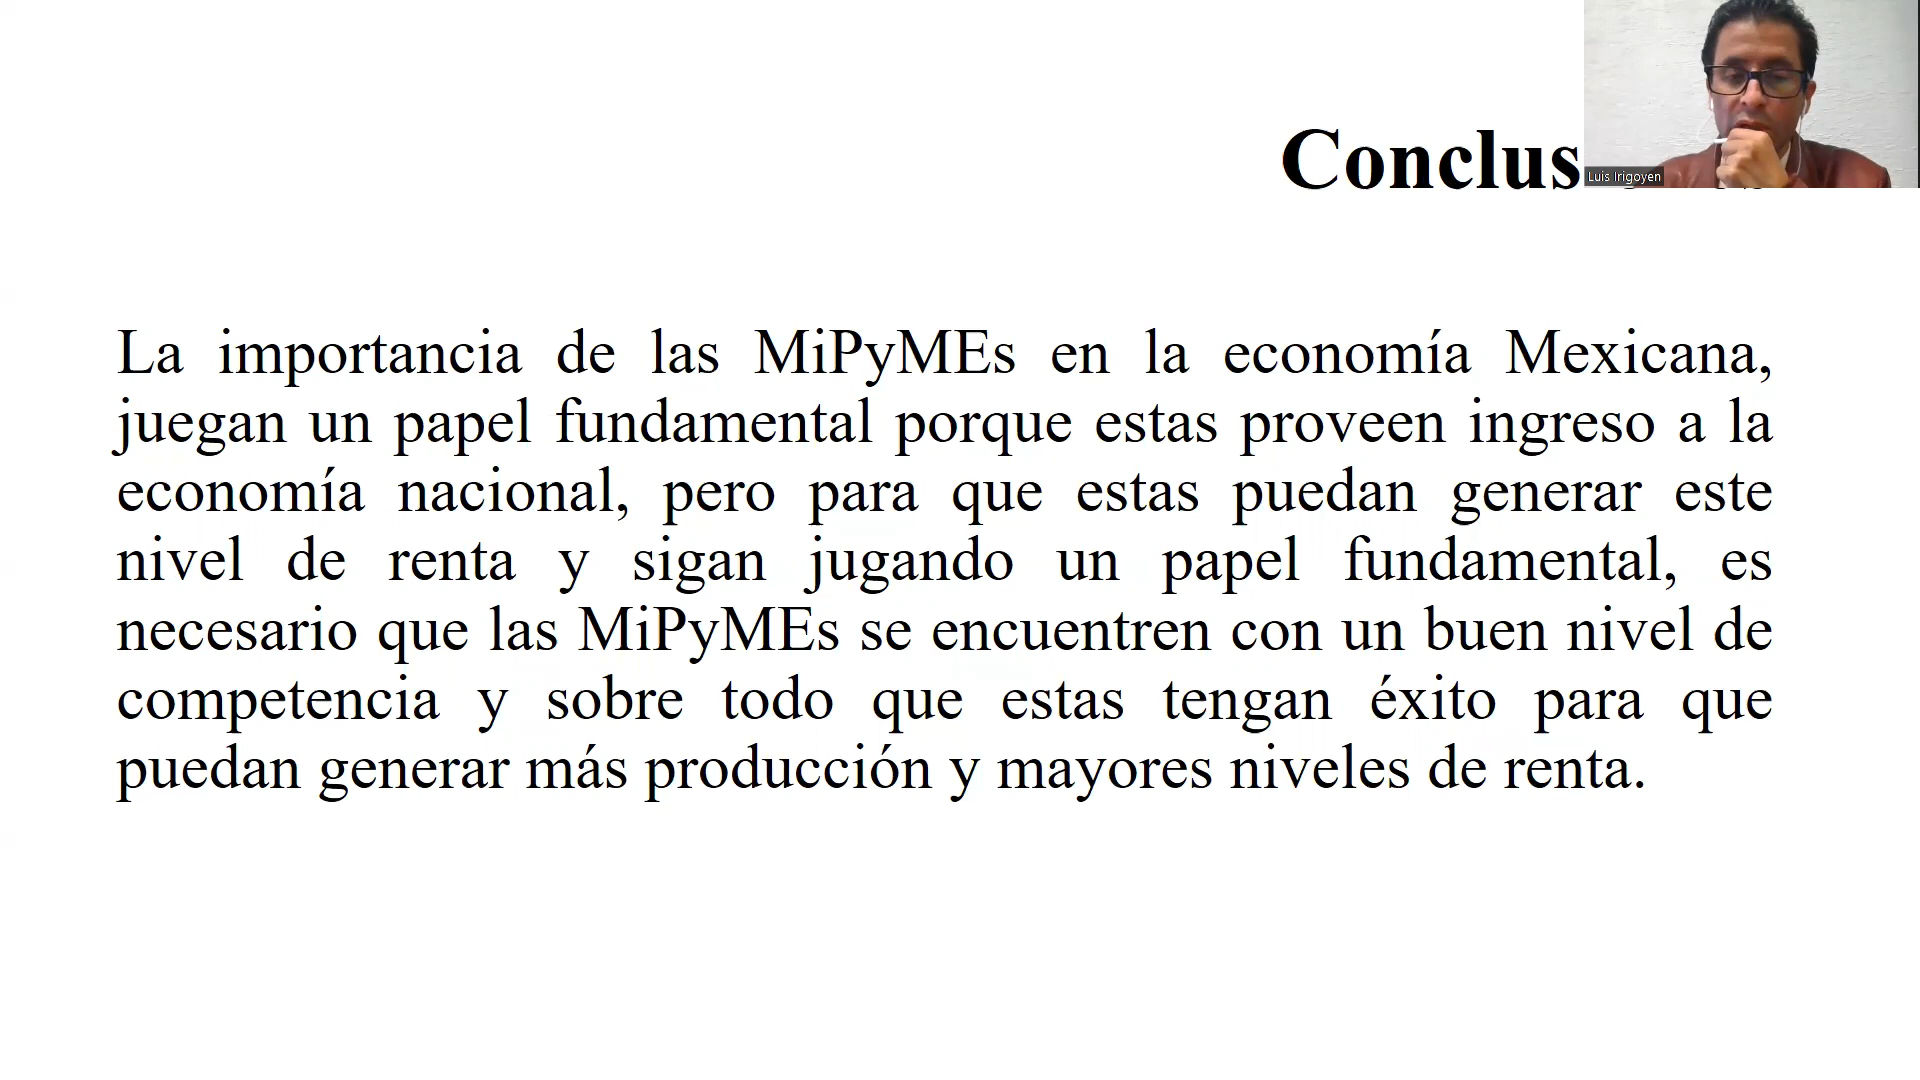 Conclus
Luis Irigoyen
La importancia de las MiPyMEs en la economía Mexicana,
juegan un papel fundamental porque estas proveen ingreso a la
economía nacional, pero para que estas puedan generar este
nivel de renta y sigan jugando un papel fundamental, es
necesario que las MiPyMEs se encuentren con un buen nivel de
competencia y sobre todo que estas tengan éxito para que
puedan generar más producción y mayores niveles de renta.